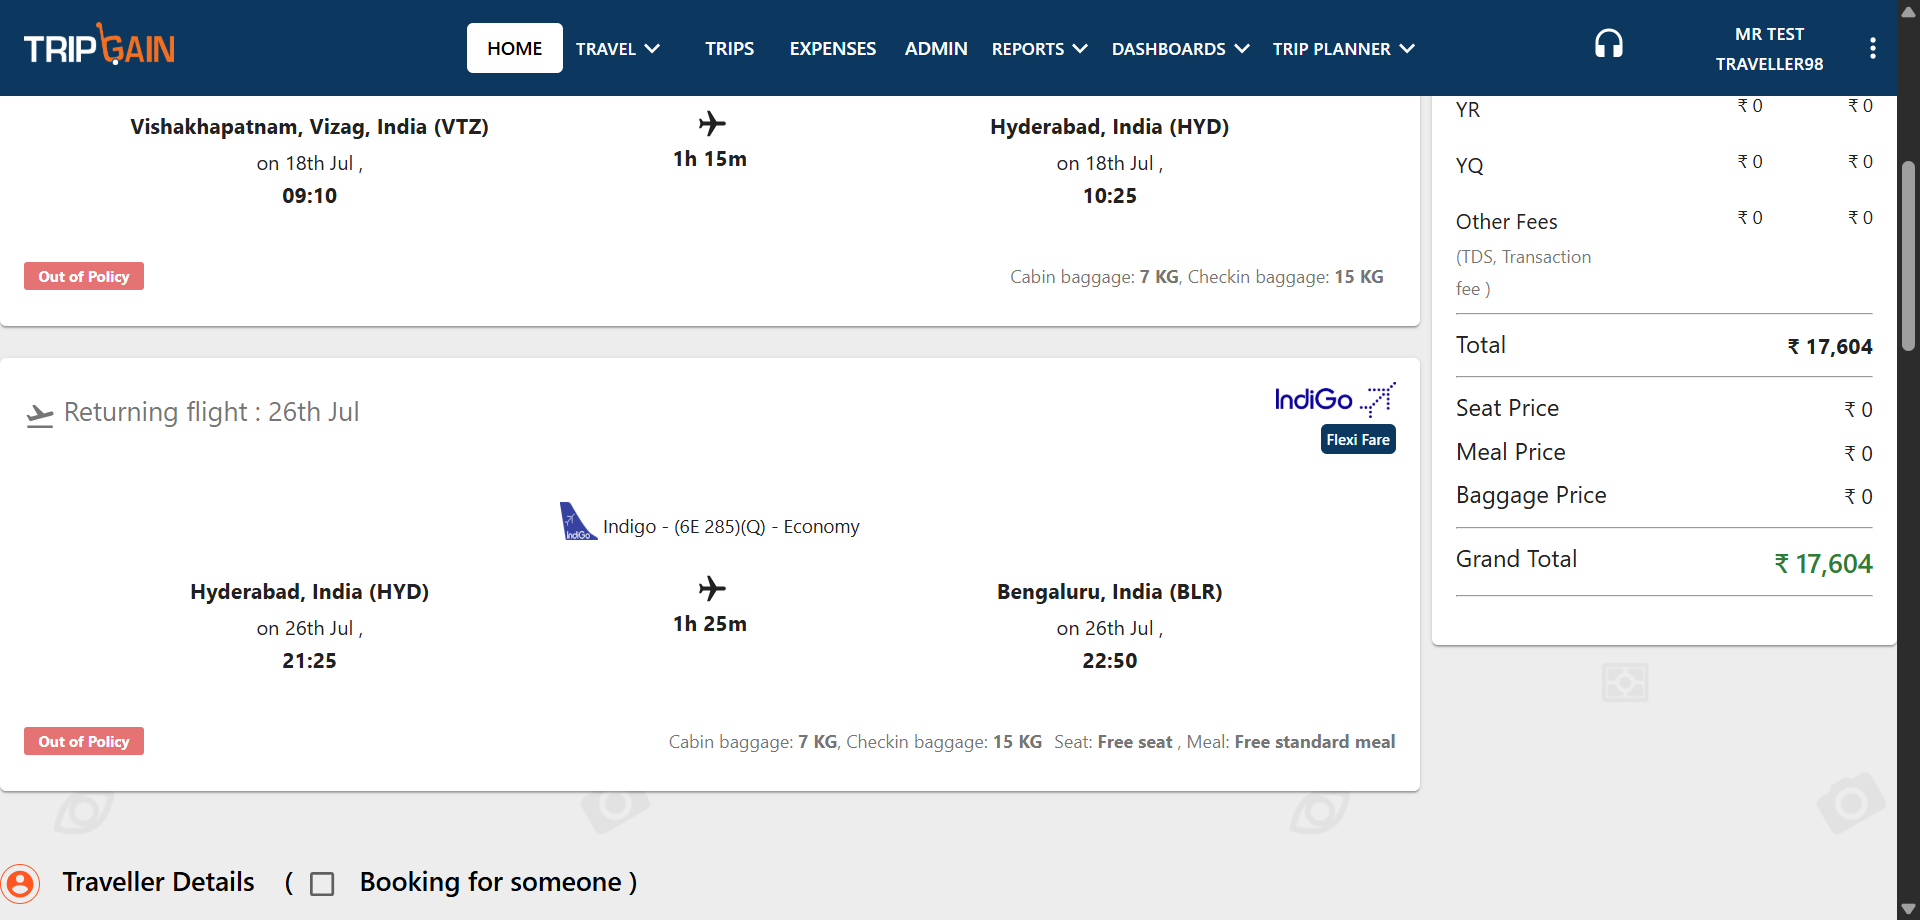 TRIPGAIN
HOME TRAVEL TRIPS EXPENSES ADMIN REPORTS DASHBOARDS TRIP PLANNER
MR TEST
TRAVELLER98
Vishakhapatnam, Vizag, India (VTZ)
on 18th Jul ,
09:10
1h 15m
Hyderabad, India (HYD)
on 18th Jul ,
10:25
Out of Policy
Cabin baggage: 7 KG, Checkin baggage: 15 KG
Returning flight : 26th Jul
IndiGo
Flexi Fare
IndiGo
Indigo - (6E 285)(Q) - Economy
Hyderabad, India (HYD)
on 26th Jul ,
21:25
1h 25m
Bengaluru, India (BLR)
on 26th Jul ,
22:50
Out of Policy
Cabin baggage: 7 KG, Checkin baggage: 15 KG Seat: Free seat , Meal: Free standard meal
YR ₹ 0 ₹ 0
YQ ₹ 0 ₹ 0
Other Fees ₹ 0 ₹ 0
(TDS, Transaction
fee )
Total ₹ 17,604
Seat Price ₹ 0
Meal Price ₹ 0
Baggage Price ₹ 0
Grand Total ₹ 17,604
Traveller Details ( Booking for someone )